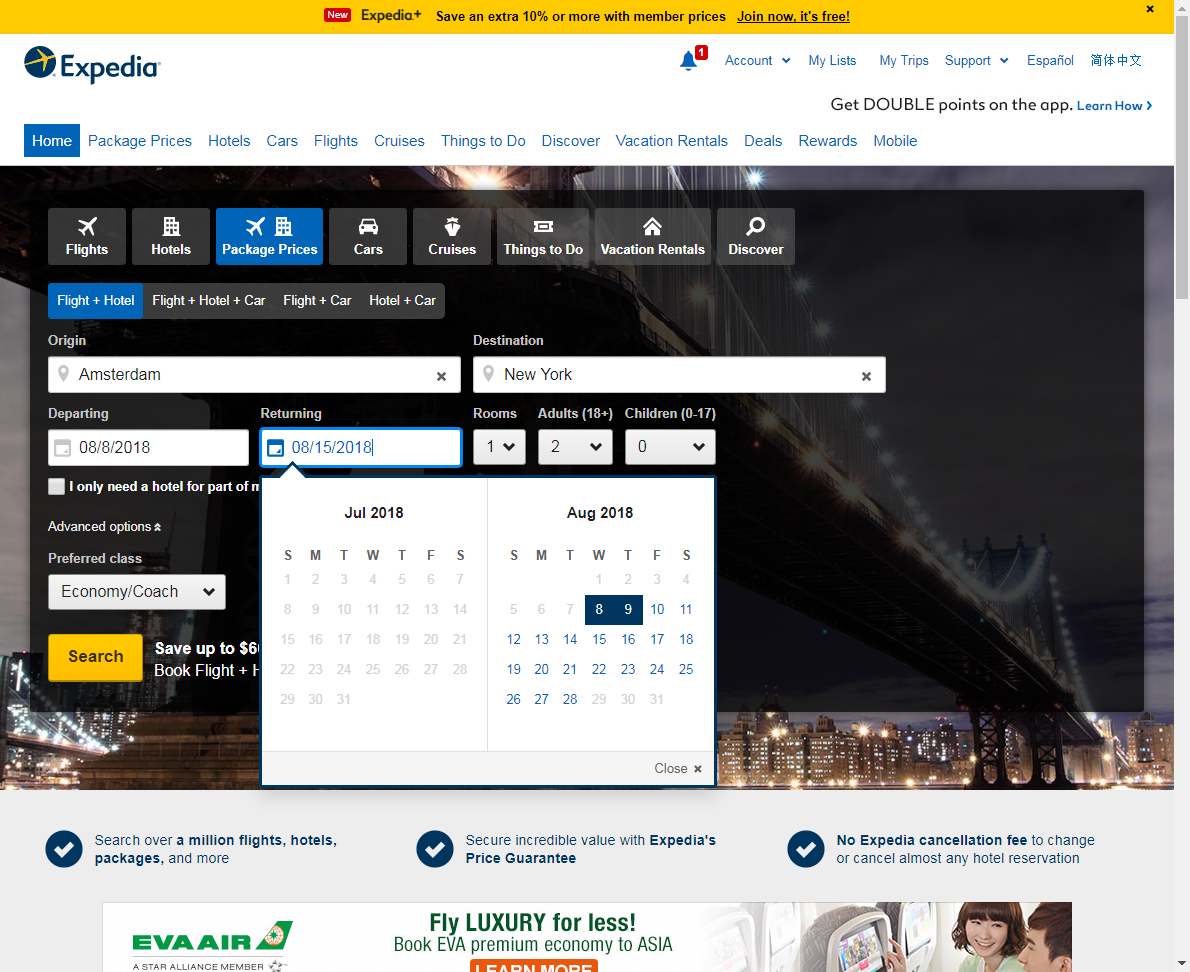 New Expedia+ Save an extra 10% or more with member prices Join now, it's free!
Expedia
1
Account My Lists My Trips Support Español 简体中文
Get DOUBLE points on the app. Learn How
Home Package Prices Hotels Cars Flights Cruises Things to Do Discover Vacation Rentals Deals Rewards Mobile
Flights Hotels Package Prices Cars Cruises Things to Do Vacation Rentals Discover
Flight + Hotel Flight + Hotel + Car Flight + Car Hotel + Car
Origin Destination
Amsterdam New York
Departing Returning Rooms Adults (18+) Children (0-17)
08/8/2018 08/15/2018 1 2 0
I only need a hotel for part of
Advanced options
Preferred class
Economy/Coach
Search
Save up to
Book Flight +
Jul 2018
S M T W T F S
1 2 3 4 5 6 7
8 9 10 11 12 13 14
15 16 17 18 19 20 21
22 23 24 25 26 27 28
29 30 31
Aug 2018
S M T W T F S
1 2 3 4
5 6 7 8 9 10 11
12 13 14 15 16 17 18
19 20 21 22 23 24 25
26 27 28 29 30 31
Close
Search over a million flights, hotels,
packages, and more
Secure incredible value with Expedia's
Price Guarantee
No Expedia cancellation fee to change
or cancel almost any hotel reservation
EVA AIR
A STAR ALLIANCE MEMBER
Fly LUXURY for less!
Book EVA premium economy to ASIA
LEARN MORE